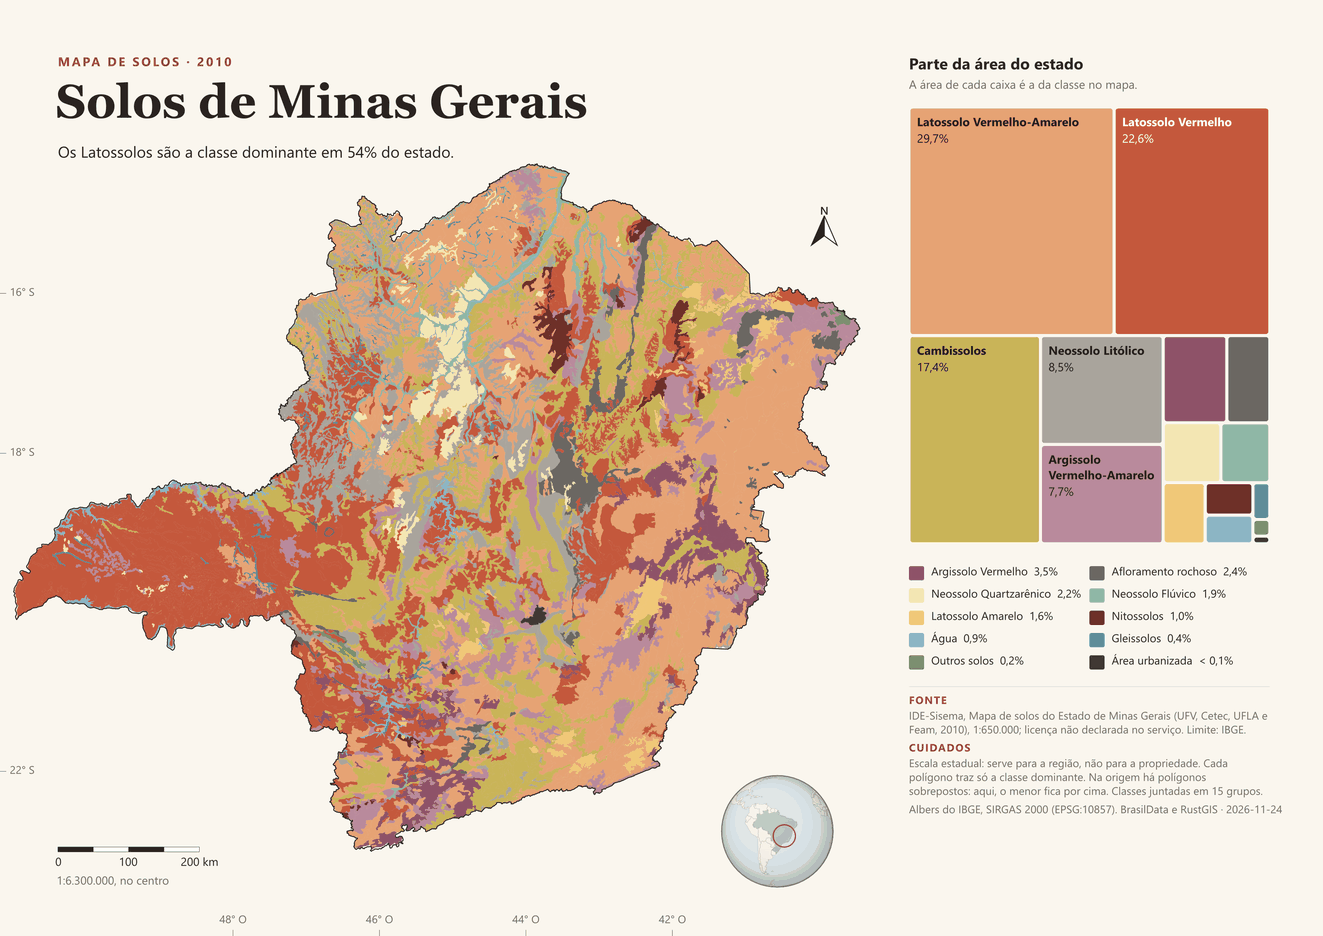 MAPA DE SOLOS · 2010
Solos de Minas Gerais
Os Latossolos são a classe dominante em 54% do estado.
N
16° S
18° S
22° S
0 100 200 km
1:6.300.000, no centro
48° O 46° O 44° O 42° O
Parte da área do estado
A área de cada caixa é a da classe no mapa.
Latossolo Vermelho-Amarelo
29,7%
Latossolo Vermelho
22,6%
Cambissolos
17,4%
Neossolo Litólico
8,5%
Argissolo
Vermelho-Amarelo
7,7%
Argissolo Vermelho 3,5%
Afloramento rochoso 2,4%
Neossolo Quartzarênico 2,2%
Neossolo Flúvico 1,9%
Latossolo Amarelo 1,6%
Nitossolos 1,0%
Água 0,9%
Gleissolos 0,4%
Outros solos 0,2%
Área urbanizada < 0,1%
FONTE
IDE-Sisema, Mapa de solos do Estado de Minas Gerais (UFV, Cetec, UFLA e
Feam, 2010), 1:650.000; licença não declarada no serviço. Limite: IBGE.
CUIDADOS
Escala estadual: serve para a região, não para a propriedade. Cada
polígono traz só a classe dominante. Na origem há polígonos
sobrepostos: aqui, o menor fica por cima. Classes juntadas em 15 grupos.
Albers do IBGE, SIRGAS 2000 (EPSG:10857). BrasilData e RustGIS · 2026-11-24